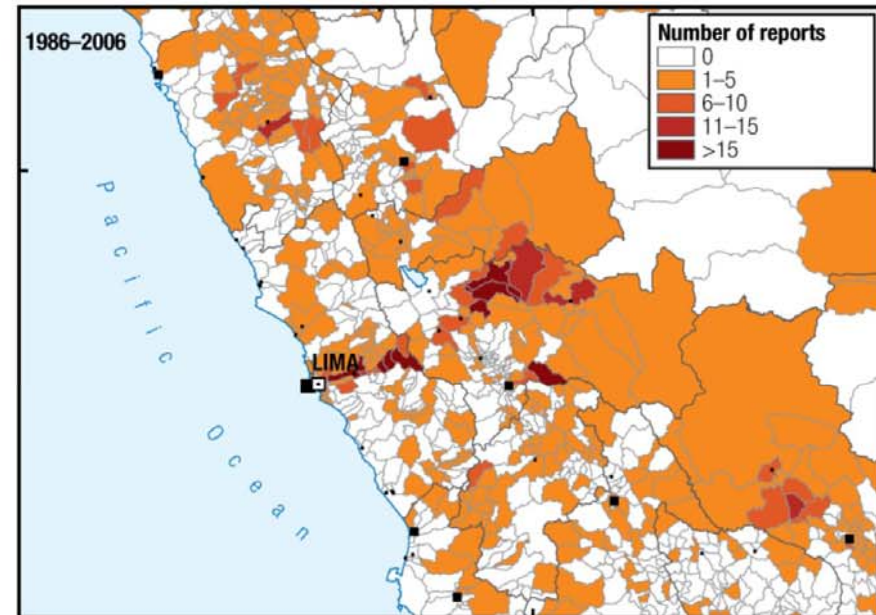 1986–2006
Number of reports
0
1–5
6–10
11–15
>15
Pacific
Ocean
LIMA